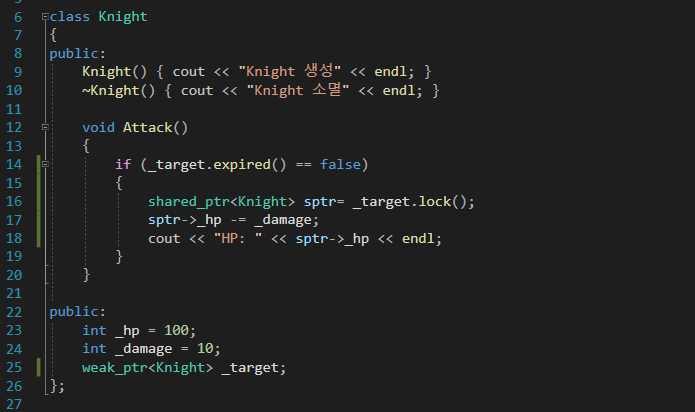 6 class Knight
7 {
8 public:
9 Knight() { cout << "Knight 생성" << endl; }
10 ~Knight() { cout << "Knight 소멸" << endl; }
11
12 void Attack()
13 {
14 if (_target.expired() == false)
15 {
16 shared_ptr<Knight> sptr= _target.lock();
17 sptr->_hp -= _damage;
18 cout << "HP: " << sptr->_hp << endl;
19 }
20 }
21
22 public:
23 int _hp = 100;
24 int _damage = 10;
25 weak_ptr<Knight> _target;
26 };
27